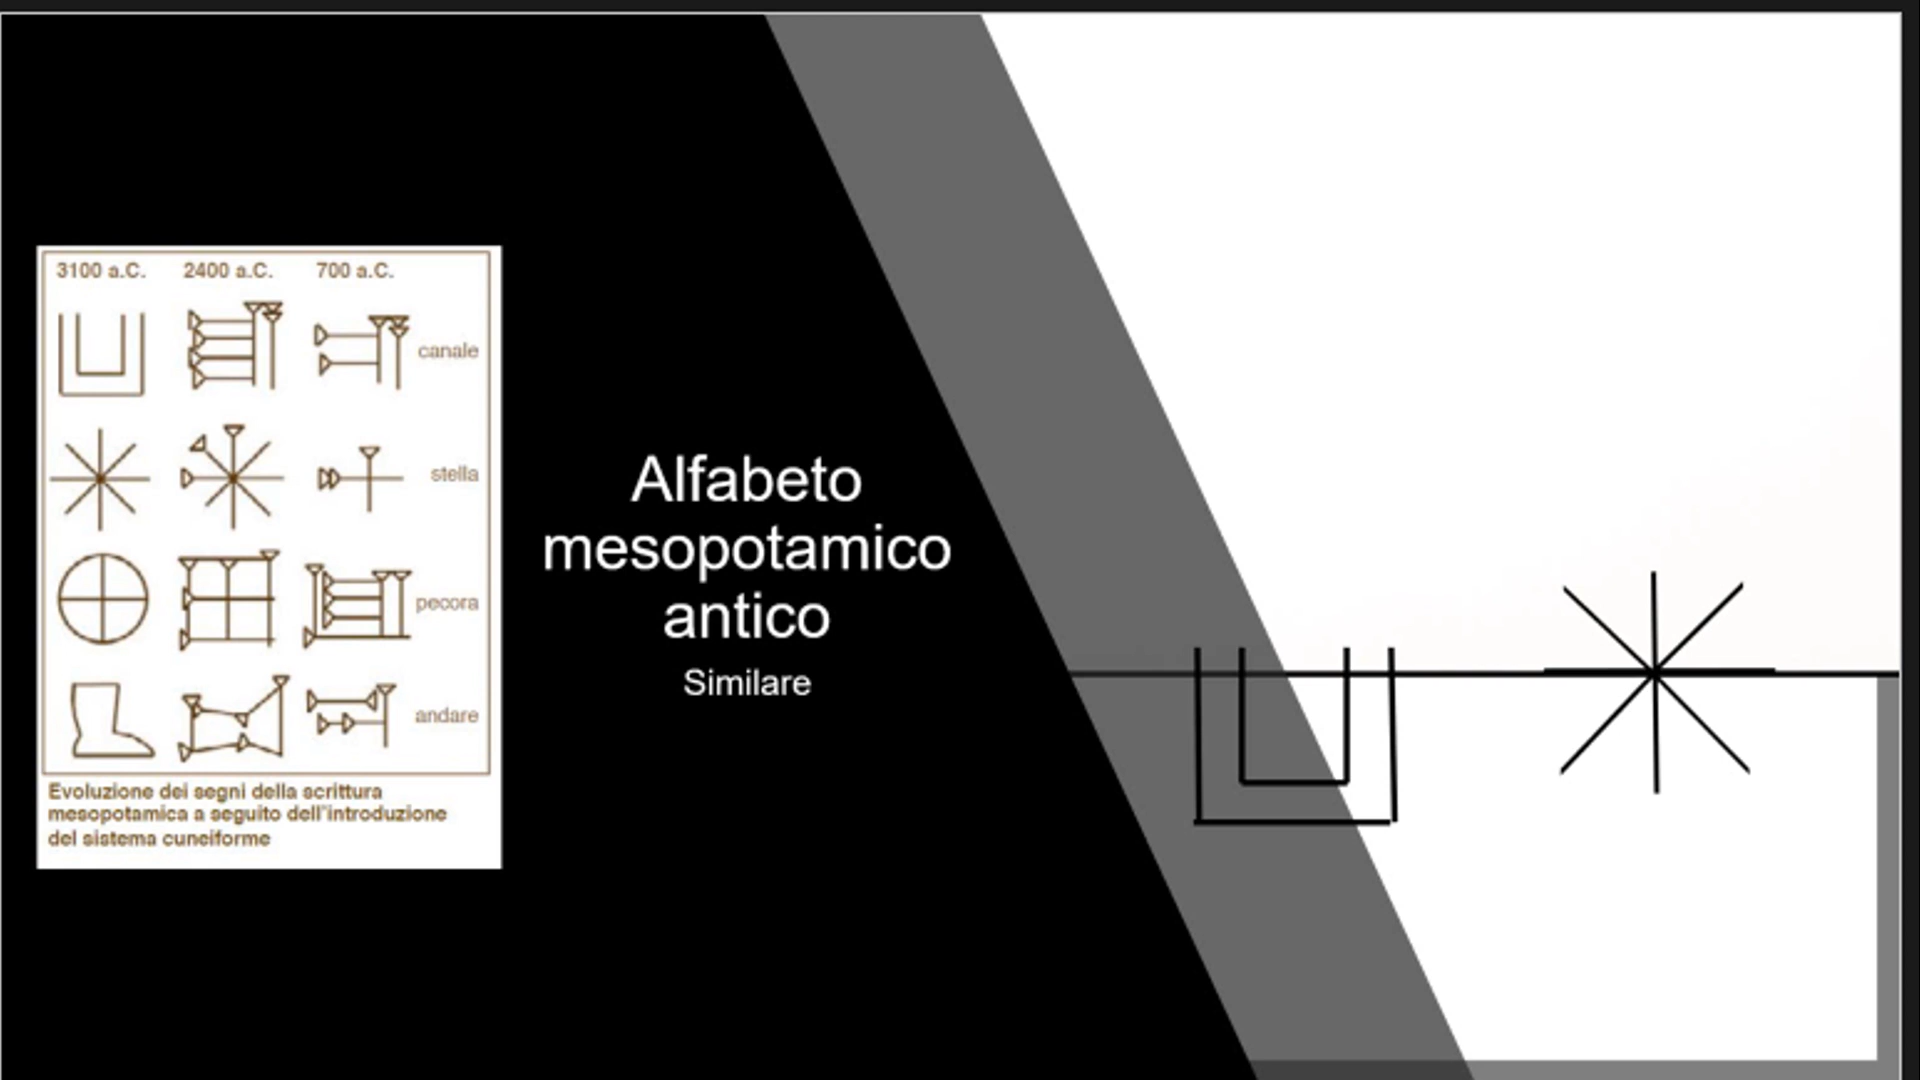 3100 a.C. 2400 a.C. 700 a.C.
canale
stella
pecora
andare
Evoluzione dei segni della scrittura
mesopotamica a seguito dell'introduzione
del sistema cuneiforme
Alfabeto
mesopotamico
antico
Similare